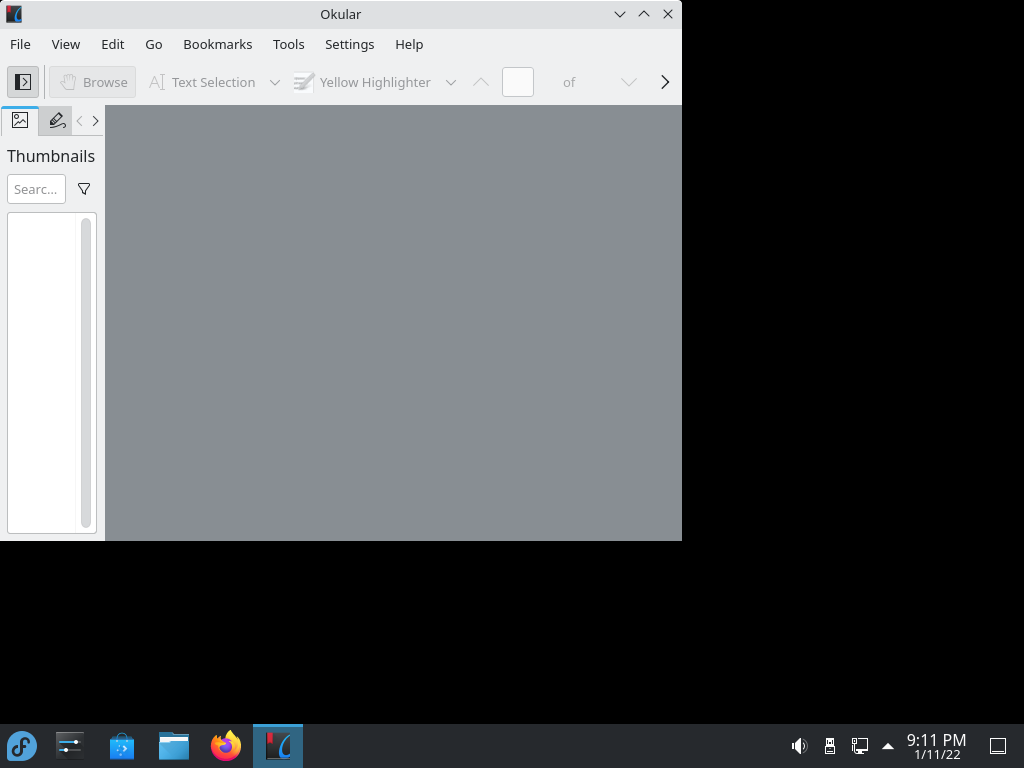 Okular
File View Edit Go Bookmarks Tools Settings Help
Browse Text Selection Yellow Highlighter of
Thumbnails
Searc...
9:11 PM
1/11/22